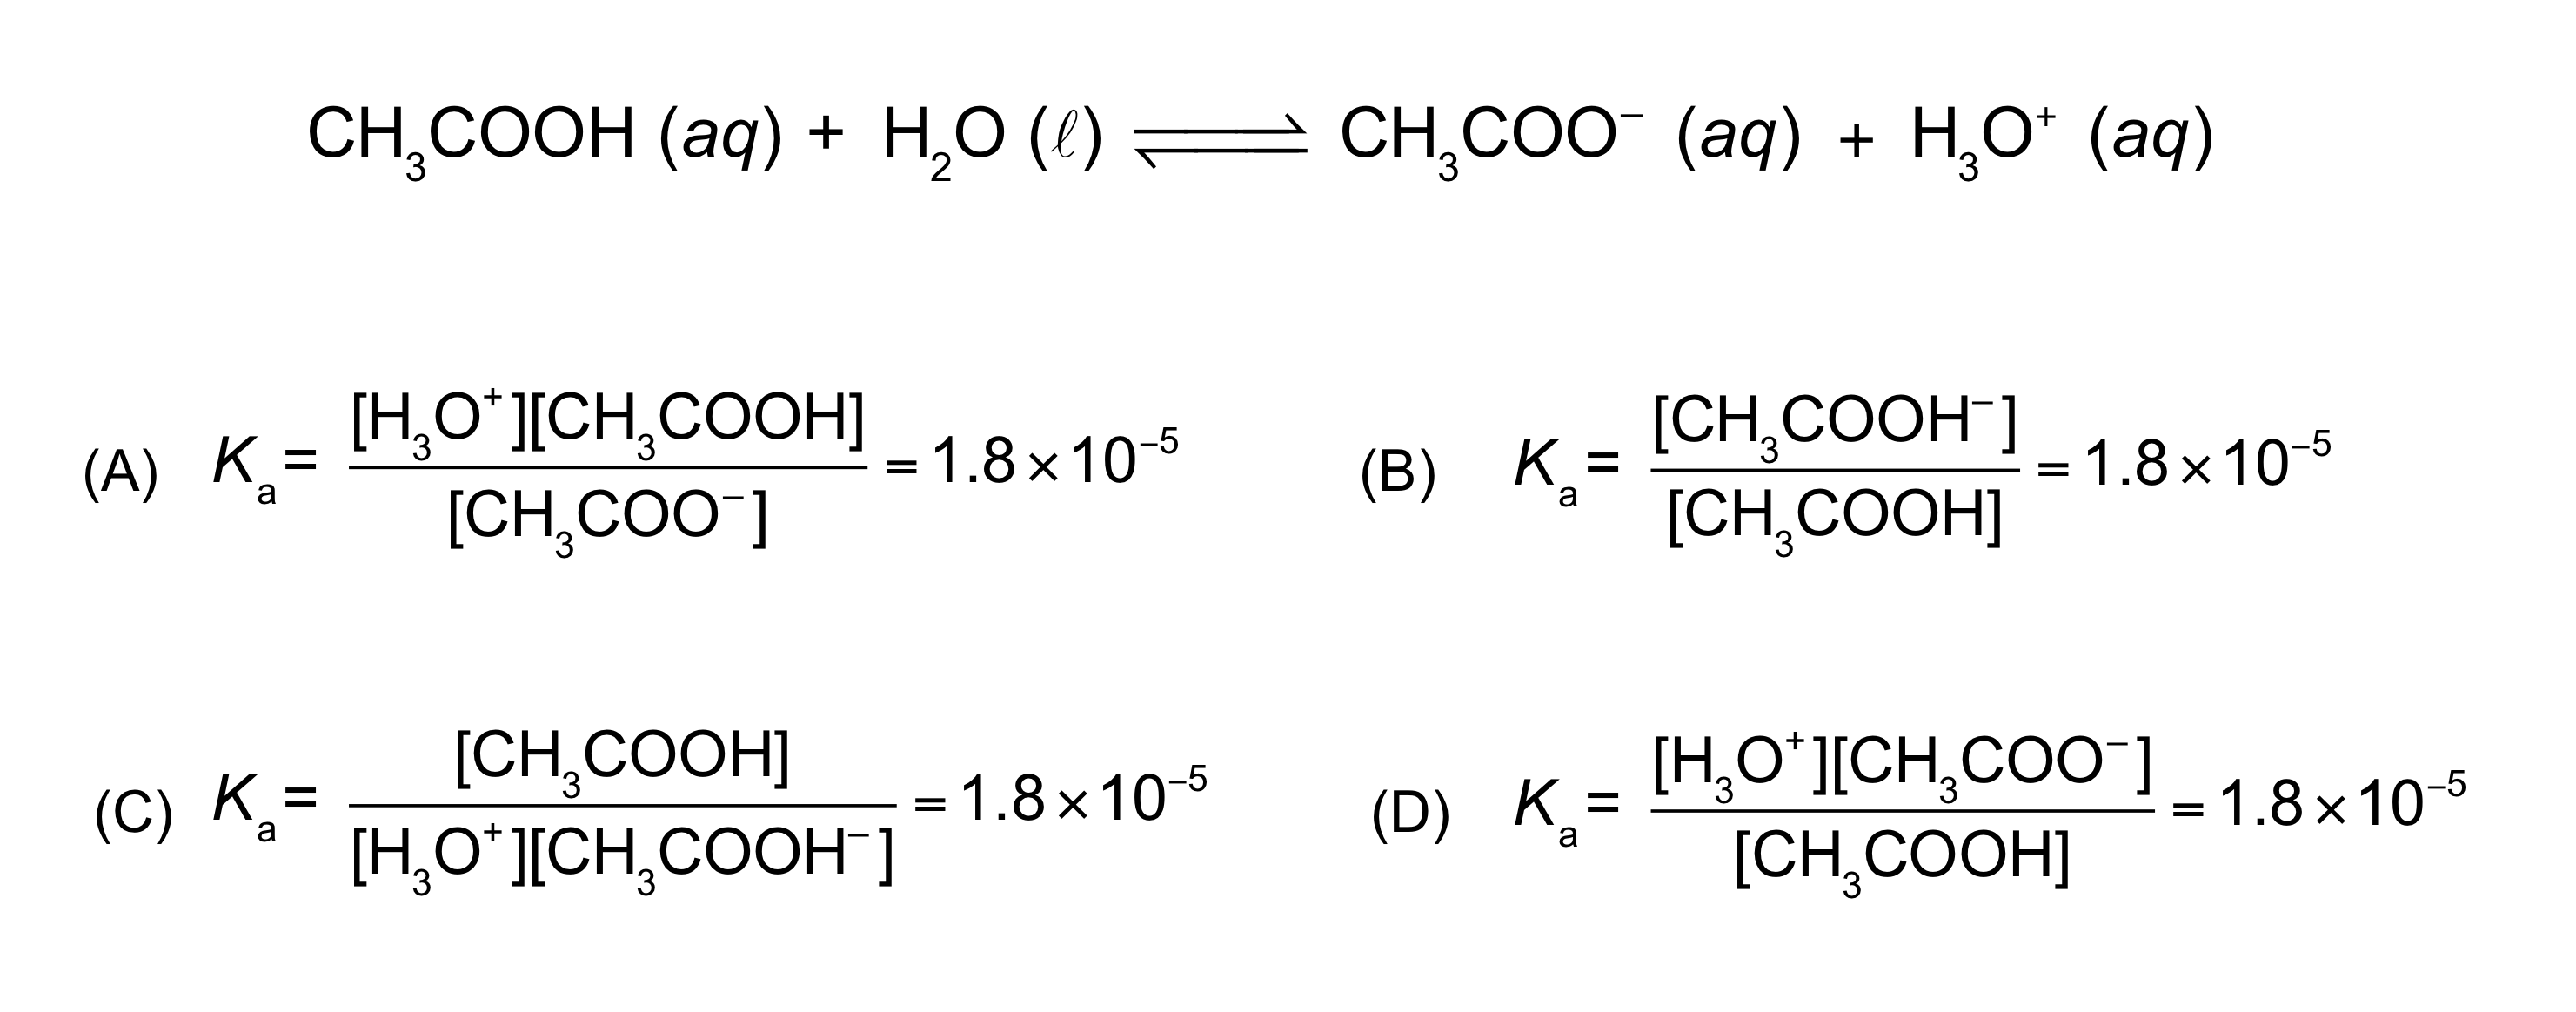 CH₃COOH (aq) + H₂O (ℓ) ⇌ CH₃COO⁻ (aq) + H₃O⁺ (aq)
(A) Kₐ = [H₃O⁺][CH₃COOH] / [CH₃COO⁻] = 1.8 × 10⁻⁵
(B) Kₐ = [CH₃COOH⁻] / [CH₃COOH] = 1.8 × 10⁻⁵
(C) Kₐ = [CH₃COOH] / [H₃O⁺][CH₃COOH⁻] = 1.8 × 10⁻⁵
(D) Kₐ = [H₃O⁺][CH₃COO⁻] / [CH₃COOH] = 1.8 × 10⁻⁵